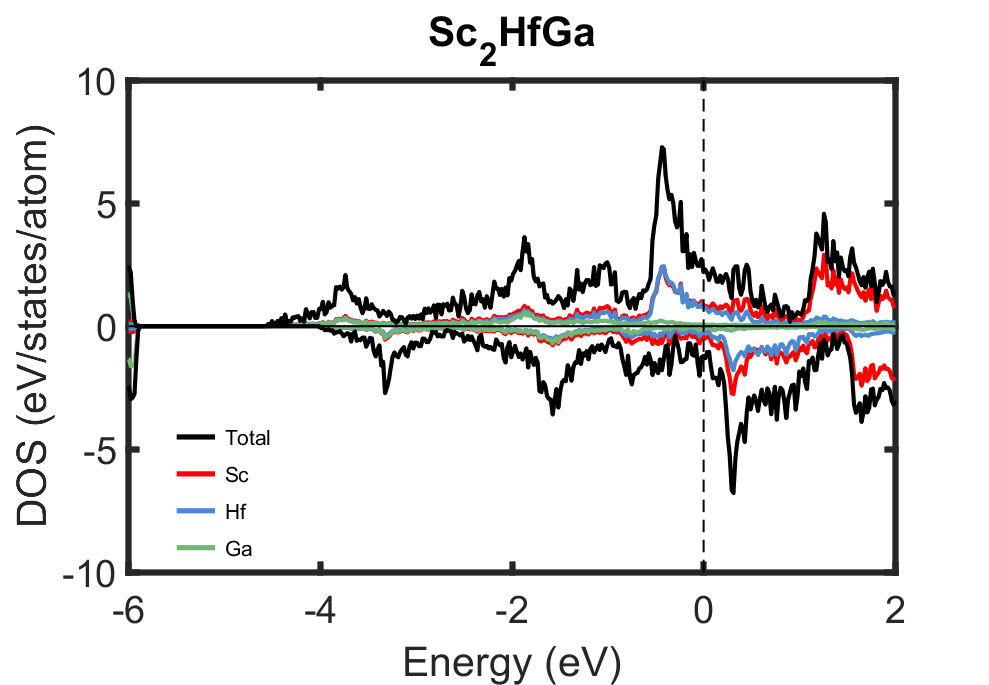 Sc2HfGa
10
5
0
-5
-10
DOS (eV/states/atom)
Total
Sc
Hf
Ga
-6 -4 -2 0 2
Energy (eV)